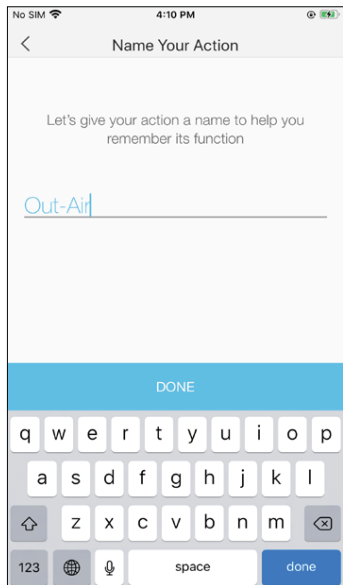 No SIM 4:10 PM
Name Your Action
Let's give your action a name to help you
remember its function
Out-Air
DONE
q w e r t y u i o p
a s d f g h j k l
z x c v b n m
123 space done